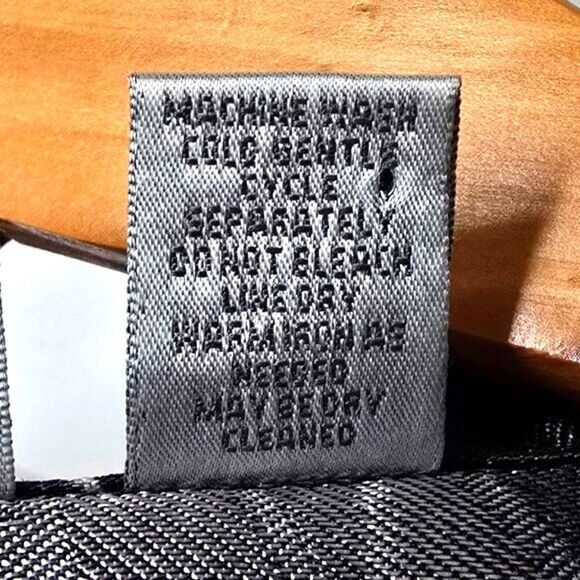 MACHINE WASH
COLD GENTLE
CYCLE
SEPARATELY
DO NOT BLEACH
LINE DRY
WARM IRON AS
NEEDED
MAY BE DRY
CLEANED